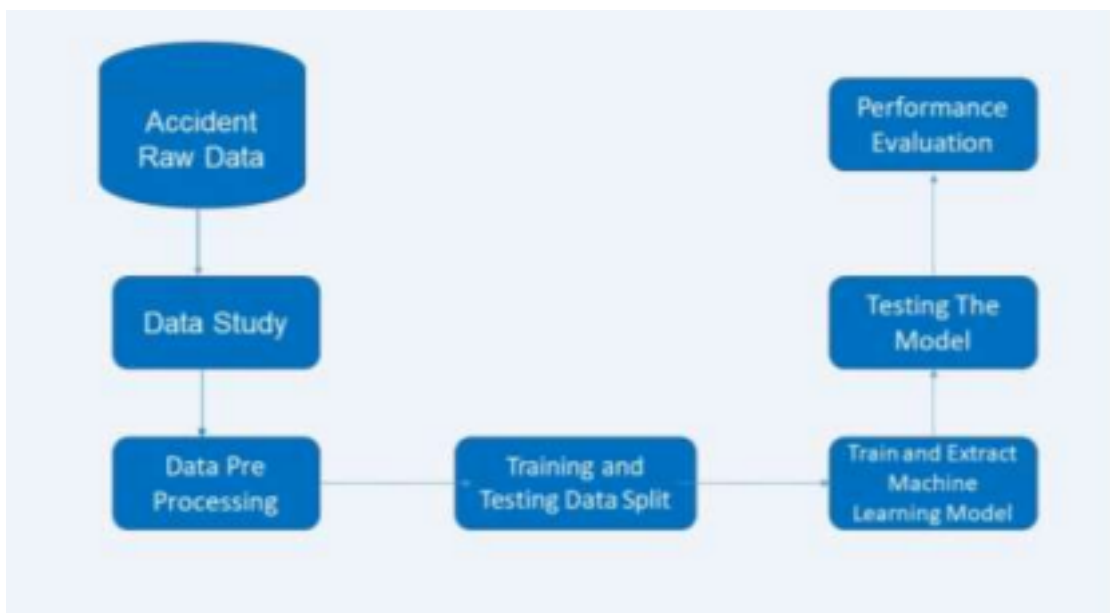 Accident
Raw Data
Data Study
Data Pre
Processing
Training and
Testing Data Split
Train and Extract
Machine
Learning Model
Testing The
Model
Performance
Evaluation